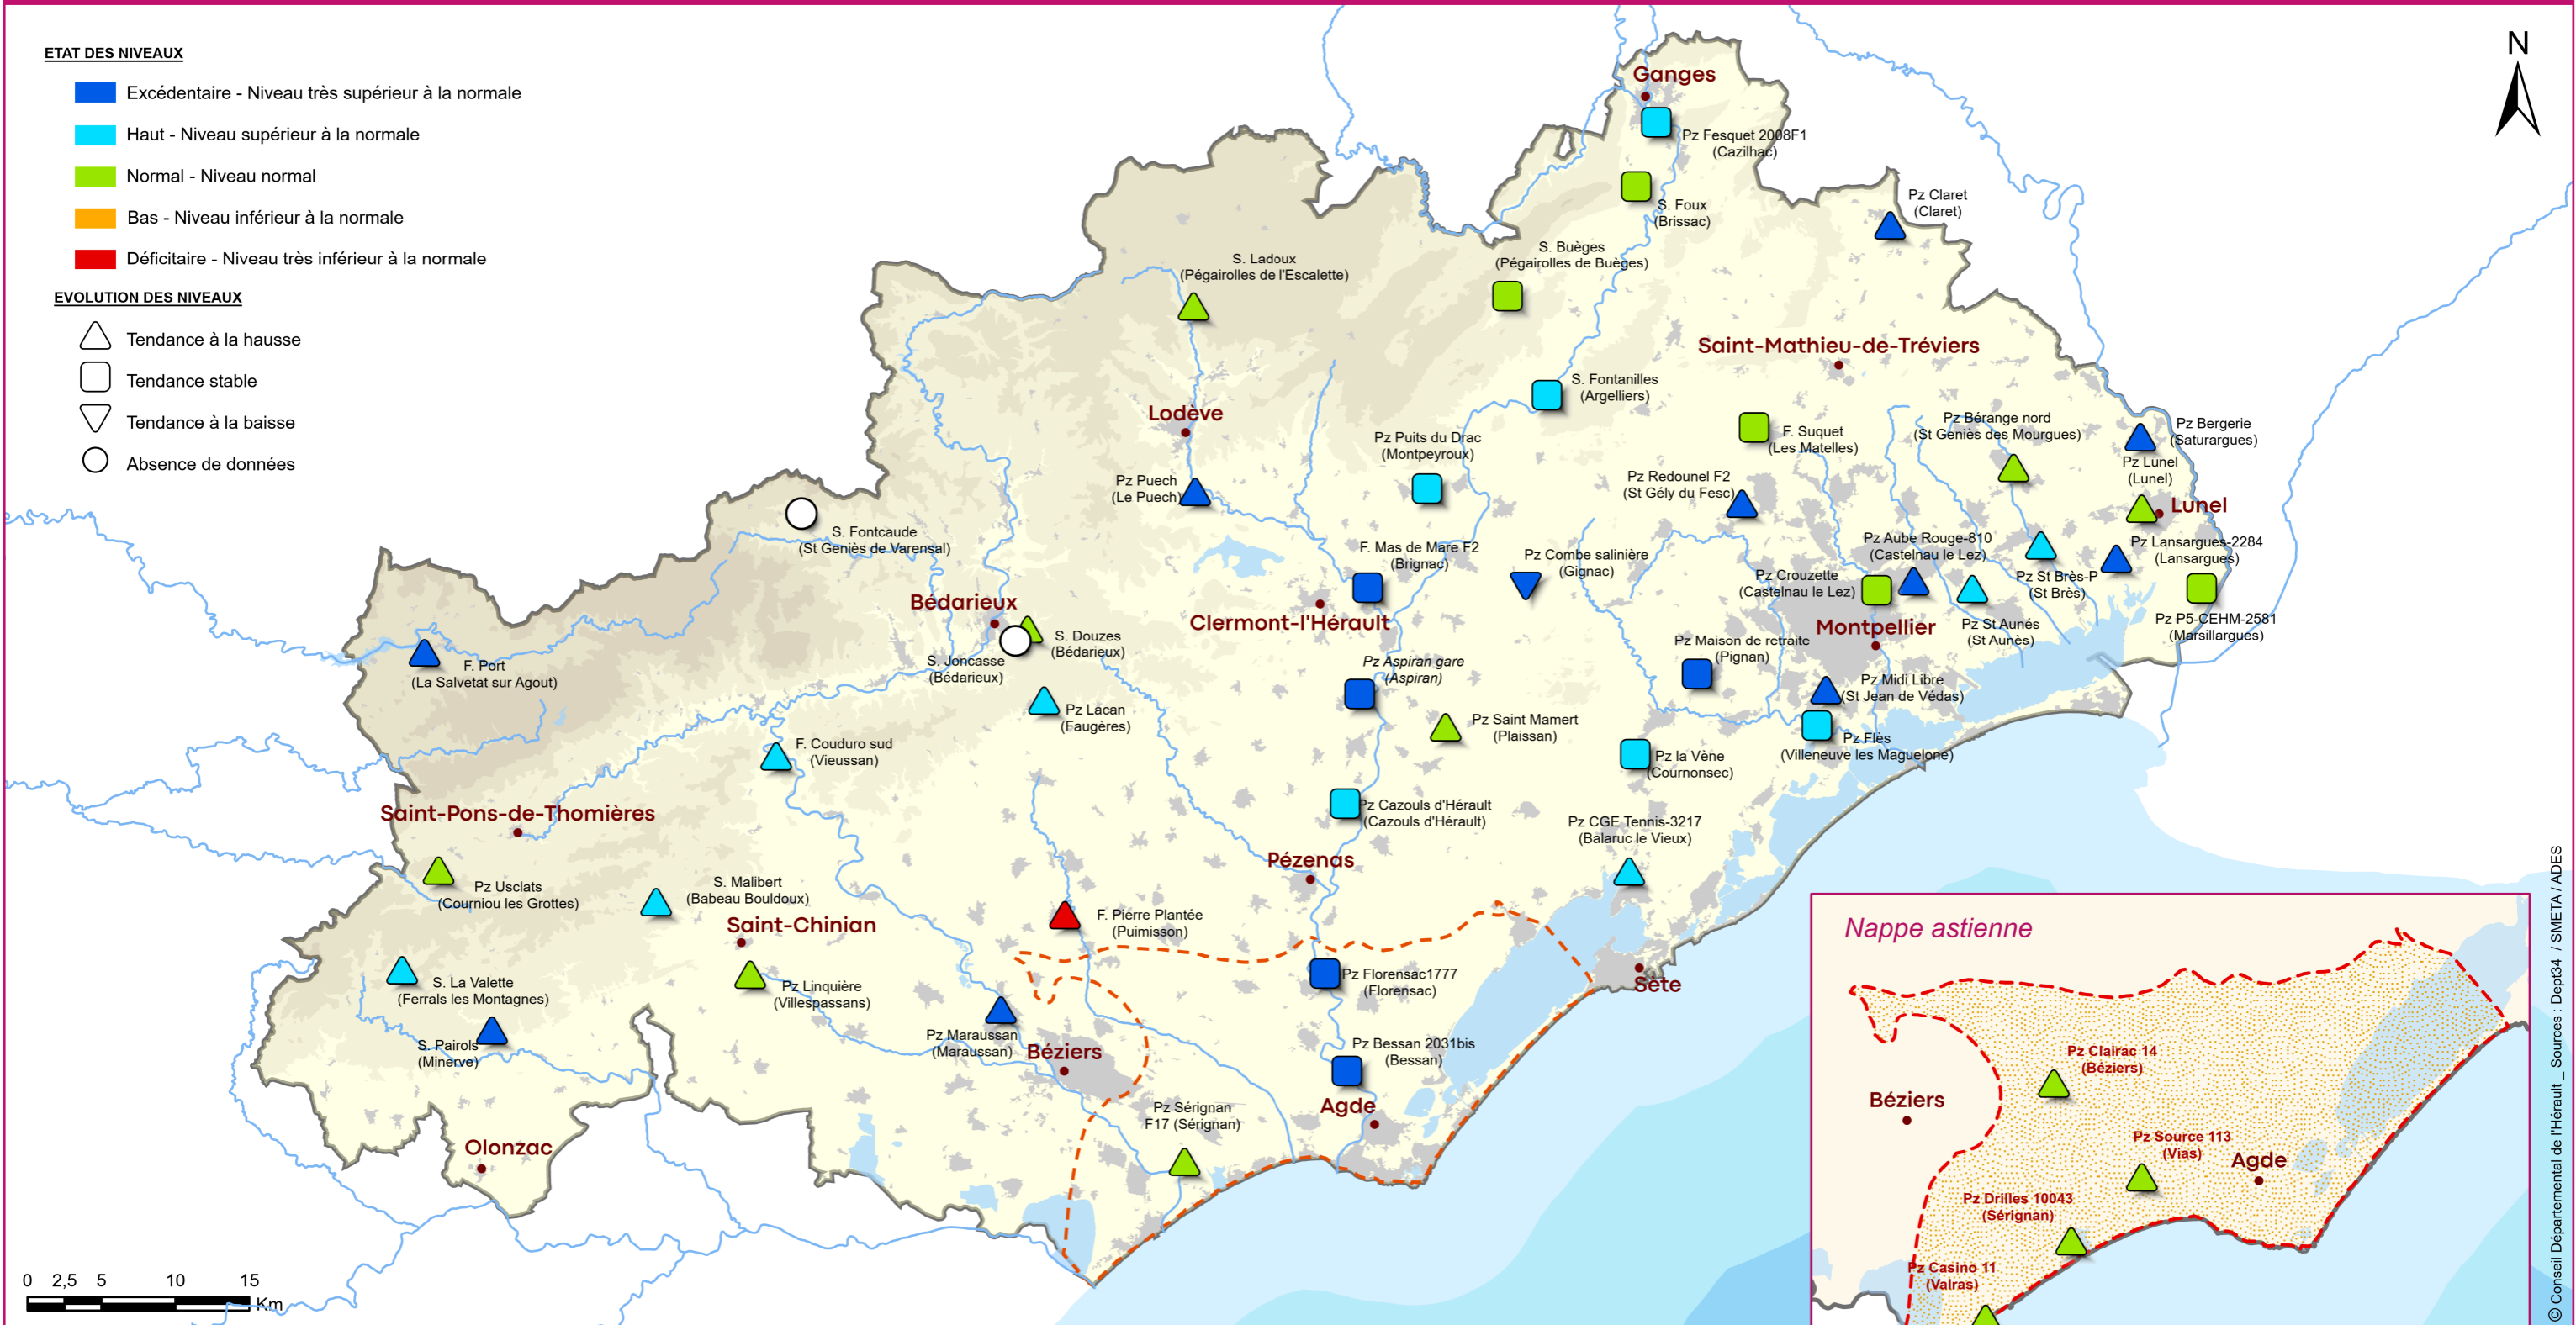 ETAT DES NIVEAUX
Excédentaire - Niveau très supérieur à la normale
Haut - Niveau supérieur à la normale
Normal - Niveau normal
Bas - Niveau inférieur à la normale
Déficitaire - Niveau très inférieur à la normale
EVOLUTION DES NIVEAUX
Tendance à la hausse
Tendance stable
Tendance à la baisse
Absence de données
N
Ganges
Pz Fesquet 2008F1
(Cazilhac)
S. Foux
(Brissac)
Pz Claret
(Claret)
S. Buèges
(Pégairolles de Buèges)
S. Ladoux
(Pégairolles de l'Escalette)
Saint-Mathieu-de-Tréviers
S. Fontanilles
(Argelliers)
Lodève
Pz Puits du Drac
(Montpeyroux)
F. Suquet
(Les Matelles)
Pz Bérange nord
(St Geniès des Mourgues)
Pz Bergerie
(Saturargues)
Pz Lunel
(Lunel)
Lunel
Pz Puech
(Le Puech)
Pz Redounel F2
(St Gély du Fesc)
S. Fontcaude
(St Geniès de Varensal)
F. Mas de Mare F2
(Brignac)
Pz Combe salinière
(Gignac)
Pz Aube Rouge-810
(Castelnau le Lez)
Pz Lansargues-2284
(Lansargues)
Pz Crouzette
(Castelnau le Lez)
Pz St Brès-P
(St Brès)
Bédarieux
Clermont-l'Hérault
Montpellier
Pz St Aunés
(St Aunès)
Pz P5-CEHM-2581
(Marsillargues)
S. Douzes
(Bédarieux)
S. Joncasse
(Bédarieux)
Pz Maison de retraite
(Pignan)
F. Port
(La Salvetat sur Agout)
Pz Aspiran gare
(Aspiran)
Pz Midi Libre
(St Jean de Védas)
Pz Lacan
(Faugères)
Pz Saint Mamert
(Plaissan)
Pz Flès
(Villeneuve les Maguelone)
F. Couduro sud
(Vieussan)
Pz la Vène
(Cournonsec)
Saint-Pons-de-Thomières
Pz Cazouls d'Hérault
(Cazouls d'Hérault)
Pz CGE Tennis-3217
(Balaruc le Vieux)
Pézenas
Pz Usclats
(Courniou les Grottes)
S. Malibert
(Babeau Bouldoux)
Saint-Chinian
F. Pierre Plantée
(Puimisson)
Pz Florensac1777
(Florensac)
Sète
S. La Valette
(Ferrals les Montagnes)
Pz Linquière
(Villespassans)
S. Pairols
(Minerve)
Pz Maraussan
(Maraussan)
Béziers
Pz Bessan 2031bis
(Bessan)
Agde
Pz Sérignan
F17 (Sérignan)
Olonzac
0 2,5 5 10 15
Km
Nappe astienne
Pz Clairac 14
(Béziers)
Béziers
Pz Source 113
(Vias)
Agde
Pz Drilles 10043
(Sérignan)
Pz Casino 11
(Valras)
© Conseil Départemental de l'Hérault _ Sources : Dept34 / SMETA / ADES